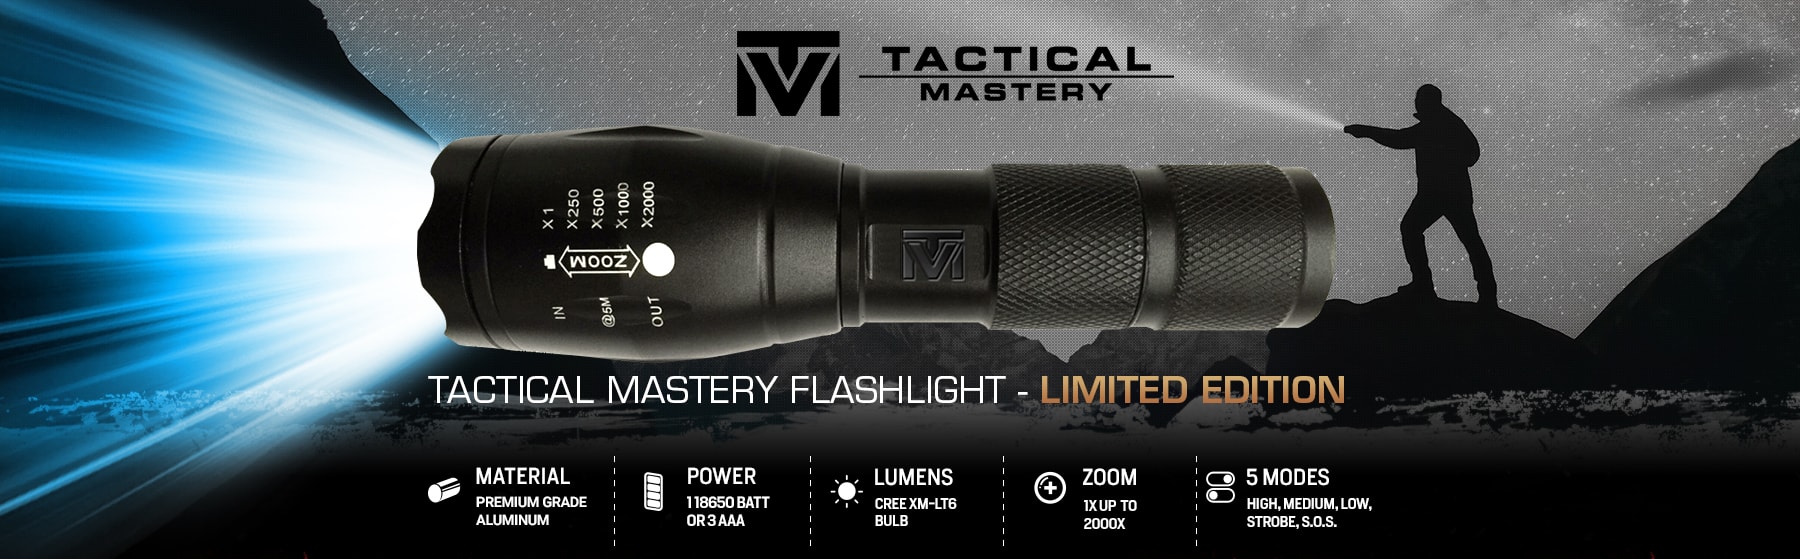 TACTICAL
MASTERY
X1
X250
X500
X1000
X2000
ZOOM
IN
@5M
OUT
TACTICAL MASTERY FLASHLIGHT - LIMITED EDITION
MATERIAL
PREMIUM GRADE
ALUMINUM
POWER
1 18650 BATT
OR 3 AAA
LUMENS
CREE XM-LT6
BULB
ZOOM
1X UP TO
2000X
5 MODES
HIGH, MEDIUM, LOW,
STROBE, S.O.S.